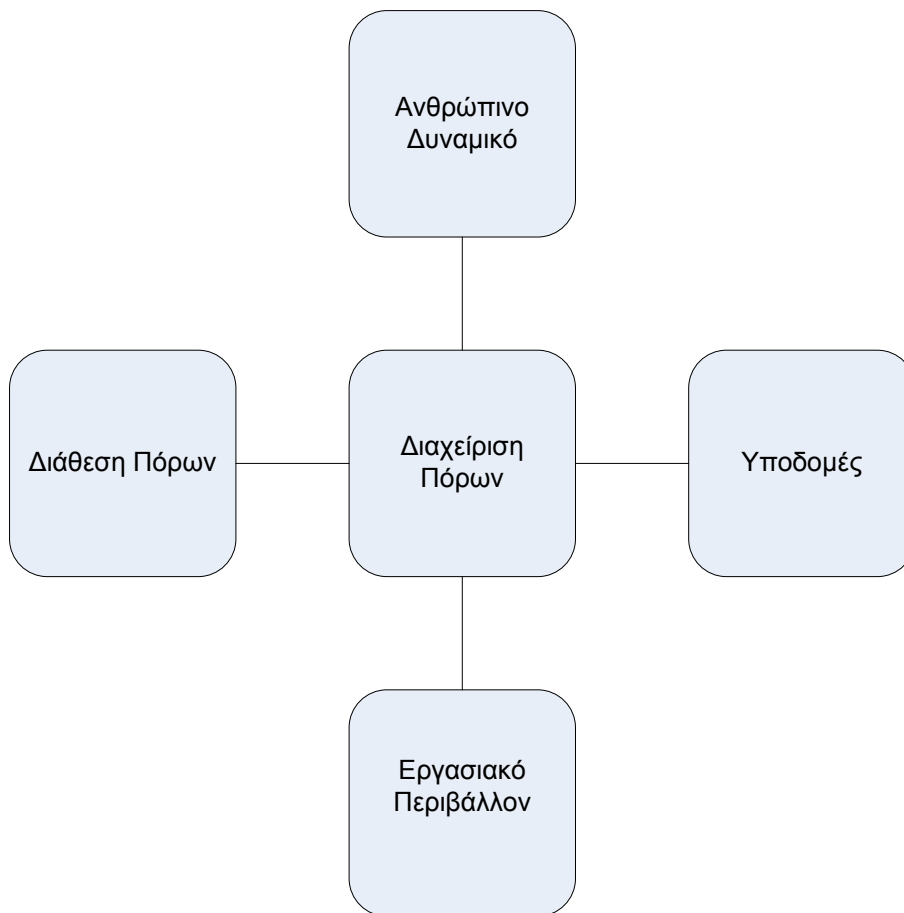 Ανθρώπινο
Δυναμικό
Διάθεση Πόρων
Διαχείριση
Πόρων
Υποδομές
Εργασιακό
Περιβάλλον